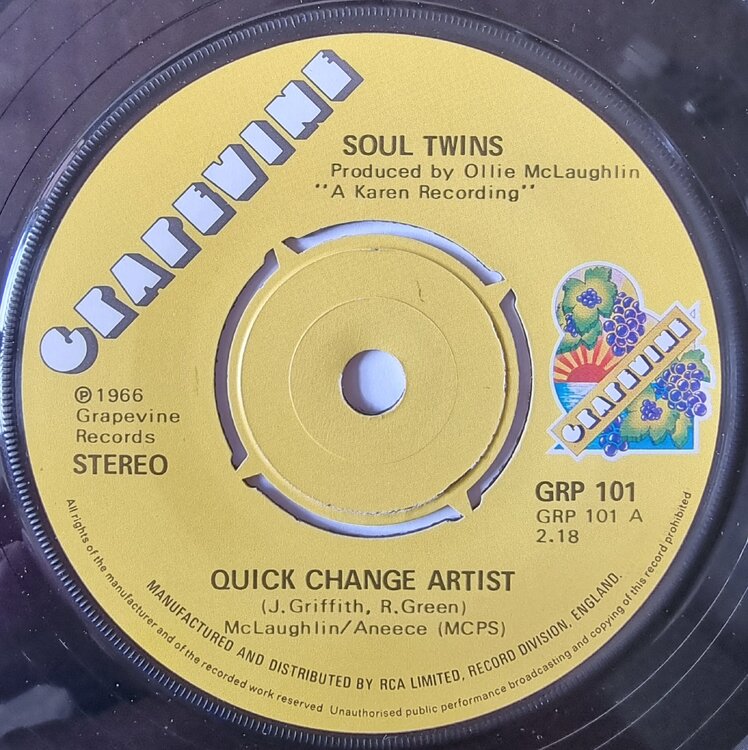 GRAPEVINE
SOUL TWINS
Produced by Ollie McLaughlin
"A Karen Recording"
℗ 1966
Grapevine
Records
STEREO
GRAPEVINE
GRP 101
GRP 101 A
2.18
QUICK CHANGE ARTIST
(J.Griffith, R.Green)
McLaughlin/Aneece (MCPS)
MANUFACTURED AND DISTRIBUTED BY RCA LIMITED, RECORD DIVISION, ENGLAND.
All rights of the manufacturer and of the recorded work reserved Unauthorised public performance broadcasting and copying of this record prohibited